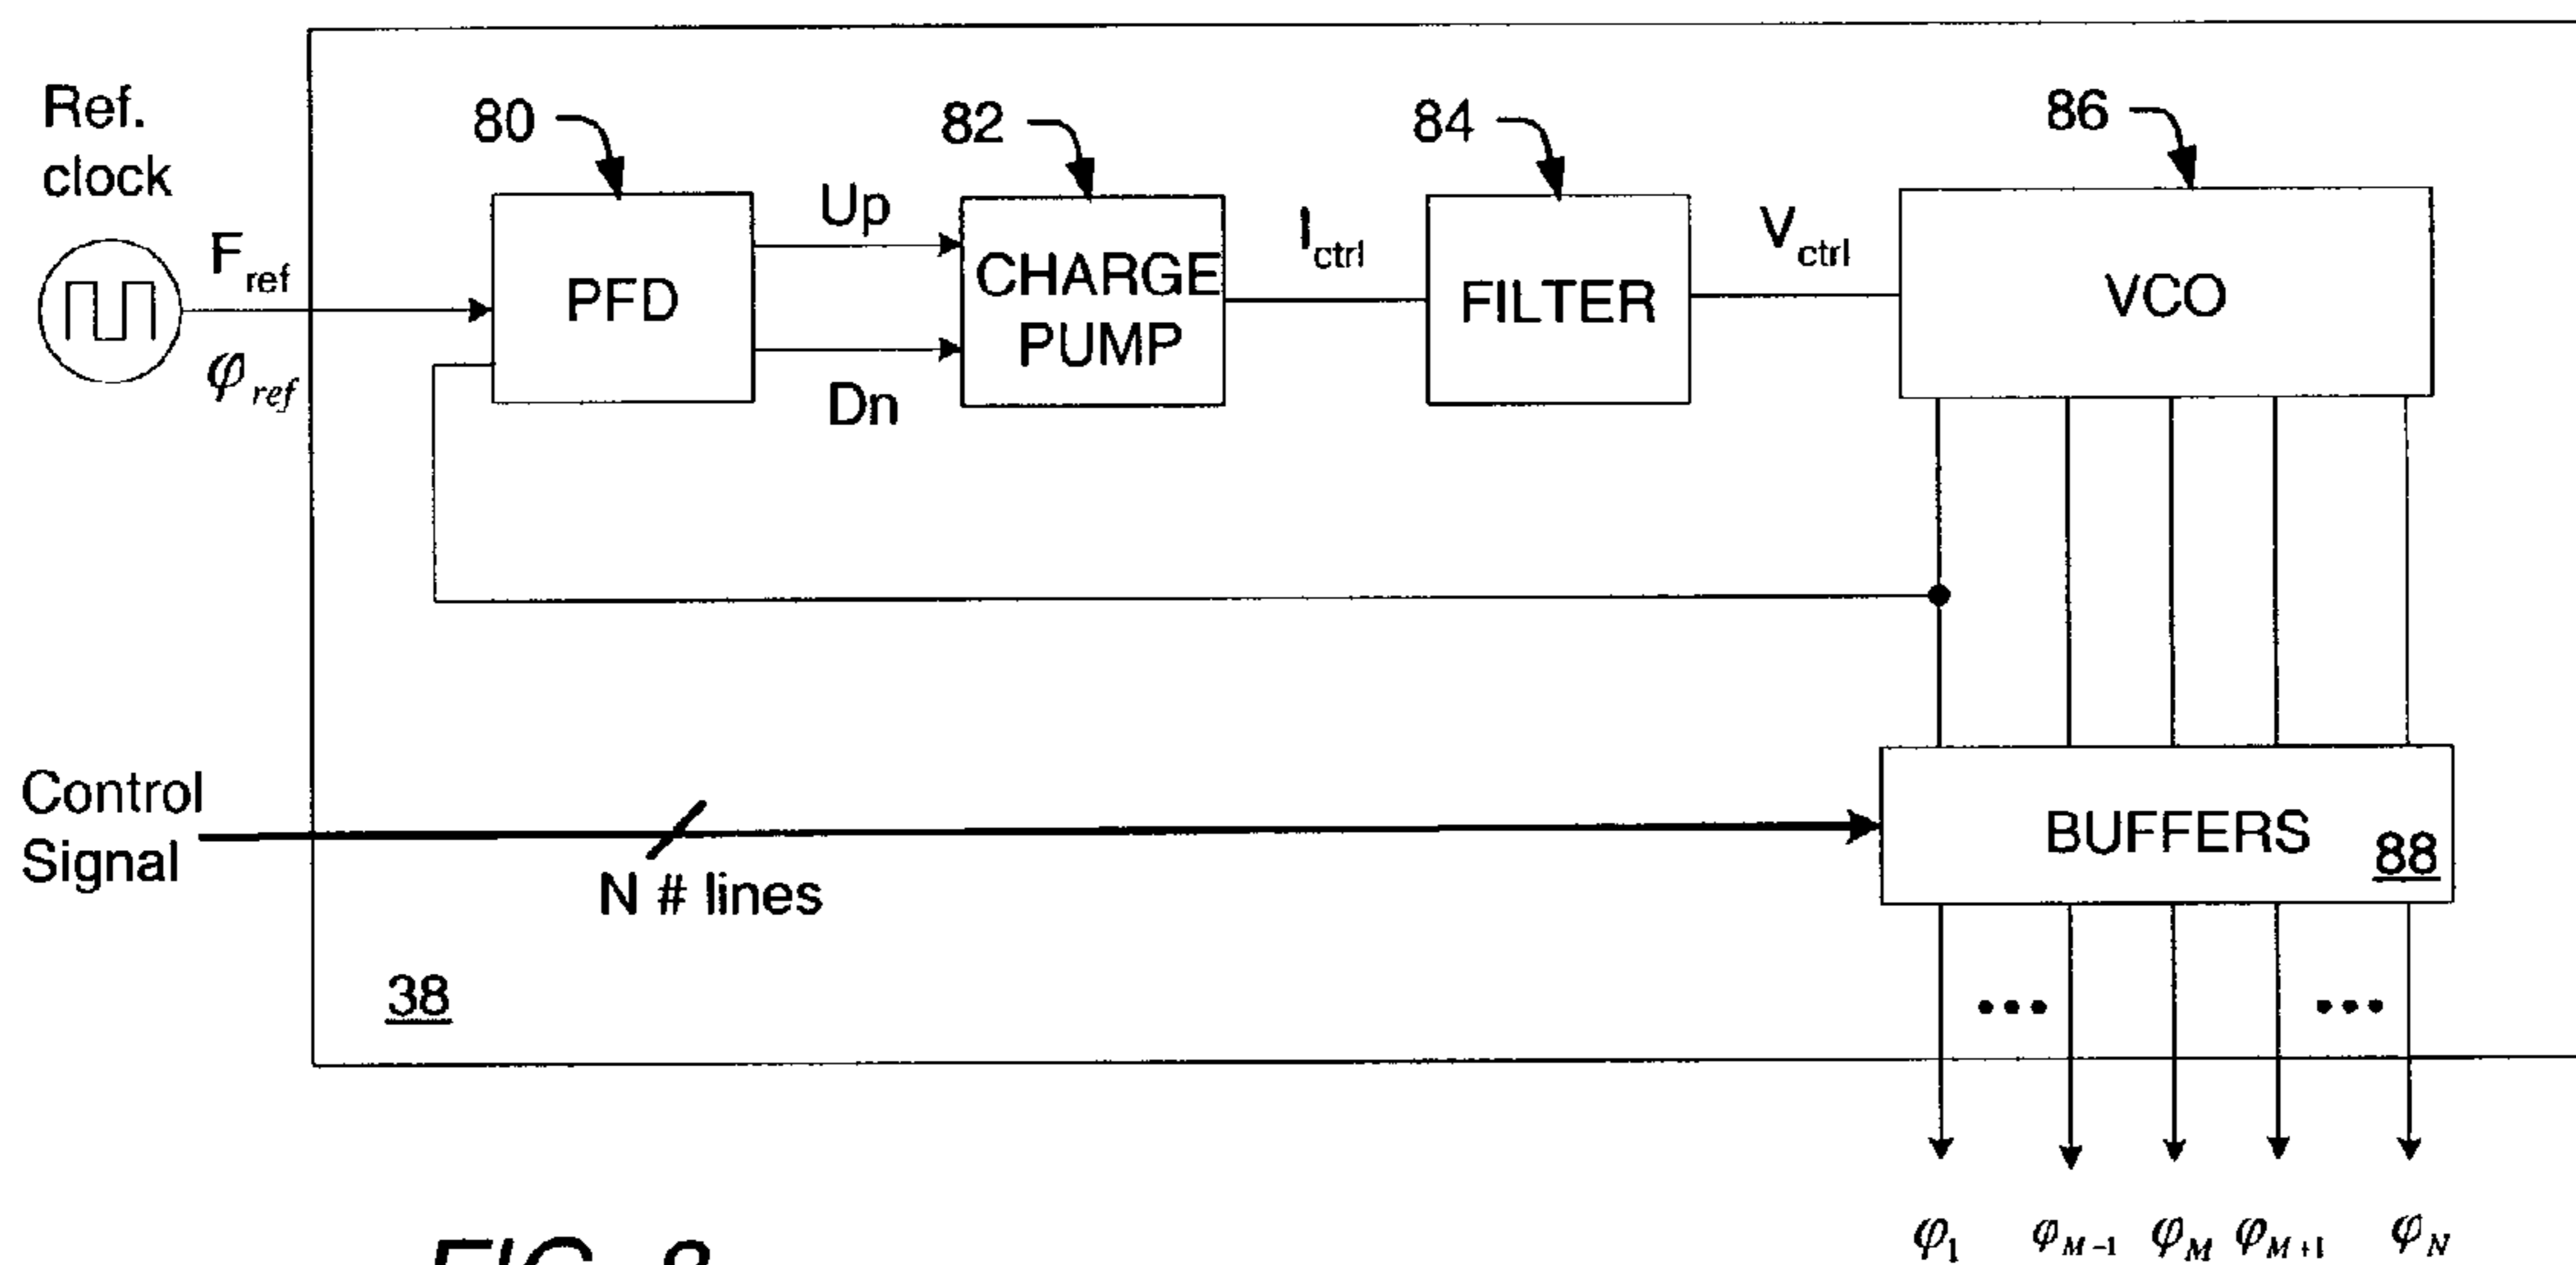 Ref.
clock
F_ref
φ_ref
80
82
84
86
PFD
Up
Dn
CHARGE
PUMP
I_ctrl
FILTER
V_ctrl
VCO
Control
Signal
N # lines
BUFFERS
88
38
•••
•••
φ_1 φ_M-1 φ_M φ_M+1 φ_N